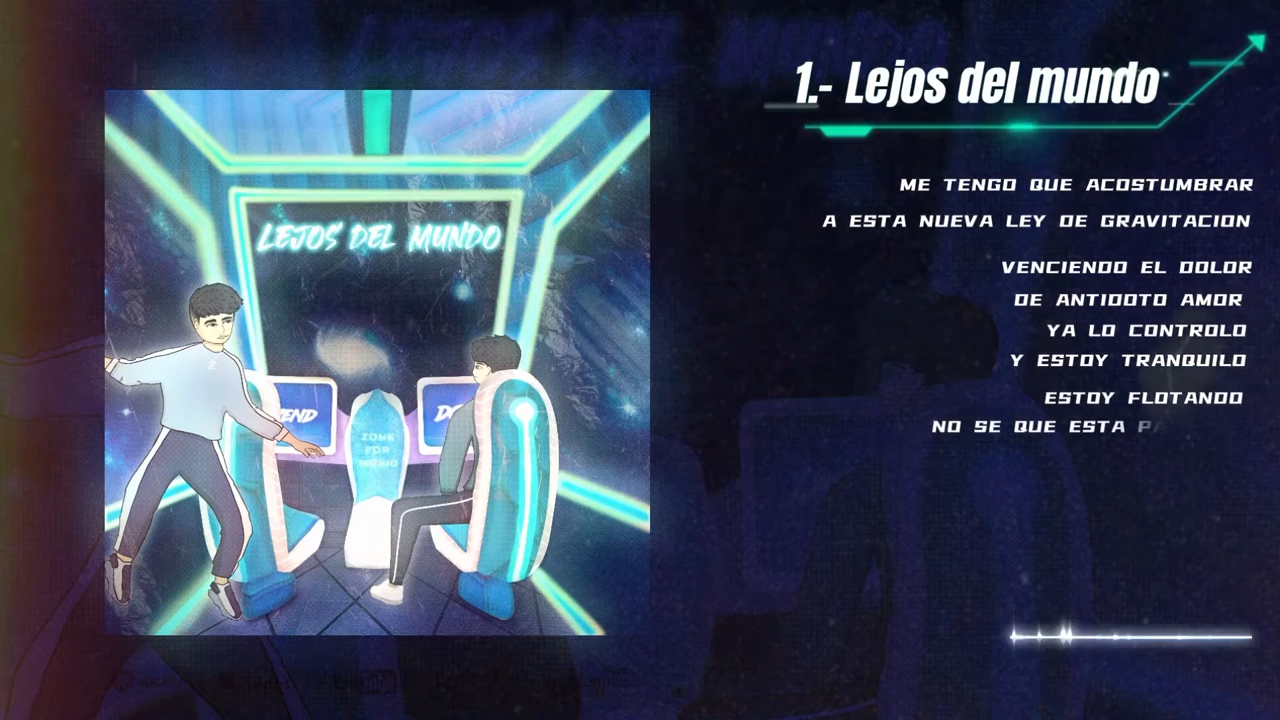 1.- Lejos del mundo
ME TENGO QUE ACOSTUMBRAR
A ESTA NUEVA LEY DE GRAVITACION
VENCIENDO EL DOLOR
DE ANTIDOTO AMOR
YA LO CONTROLO
Y ESTOY TRANQUILO
ESTOY FLOTANDO
NO SE QUE ESTA PA
LEJOS DEL MUNDO
ZONE
FOR
MUSIC